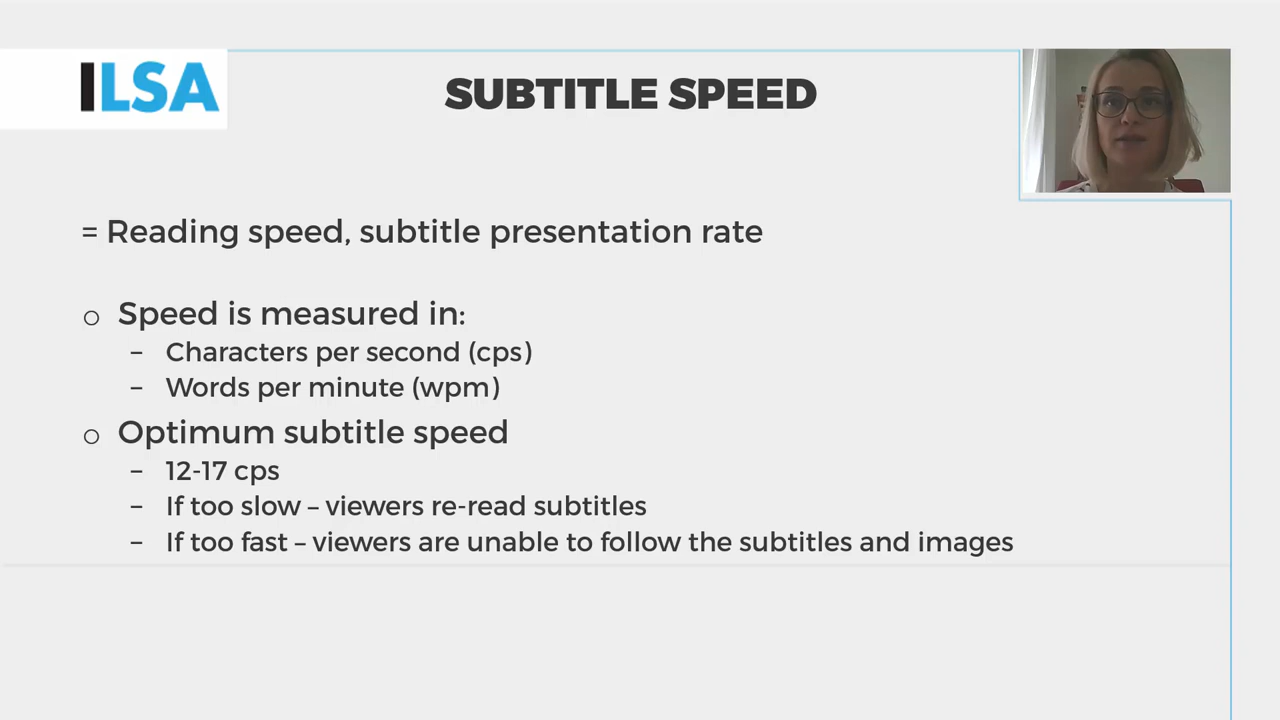 ILSA
SUBTITLE SPEED
= Reading speed, subtitle presentation rate
o Speed is measured in:
– Characters per second (cps)
– Words per minute (wpm)
o Optimum subtitle speed
– 12-17 cps
– If too slow – viewers re-read subtitles
– If too fast – viewers are unable to follow the subtitles and images